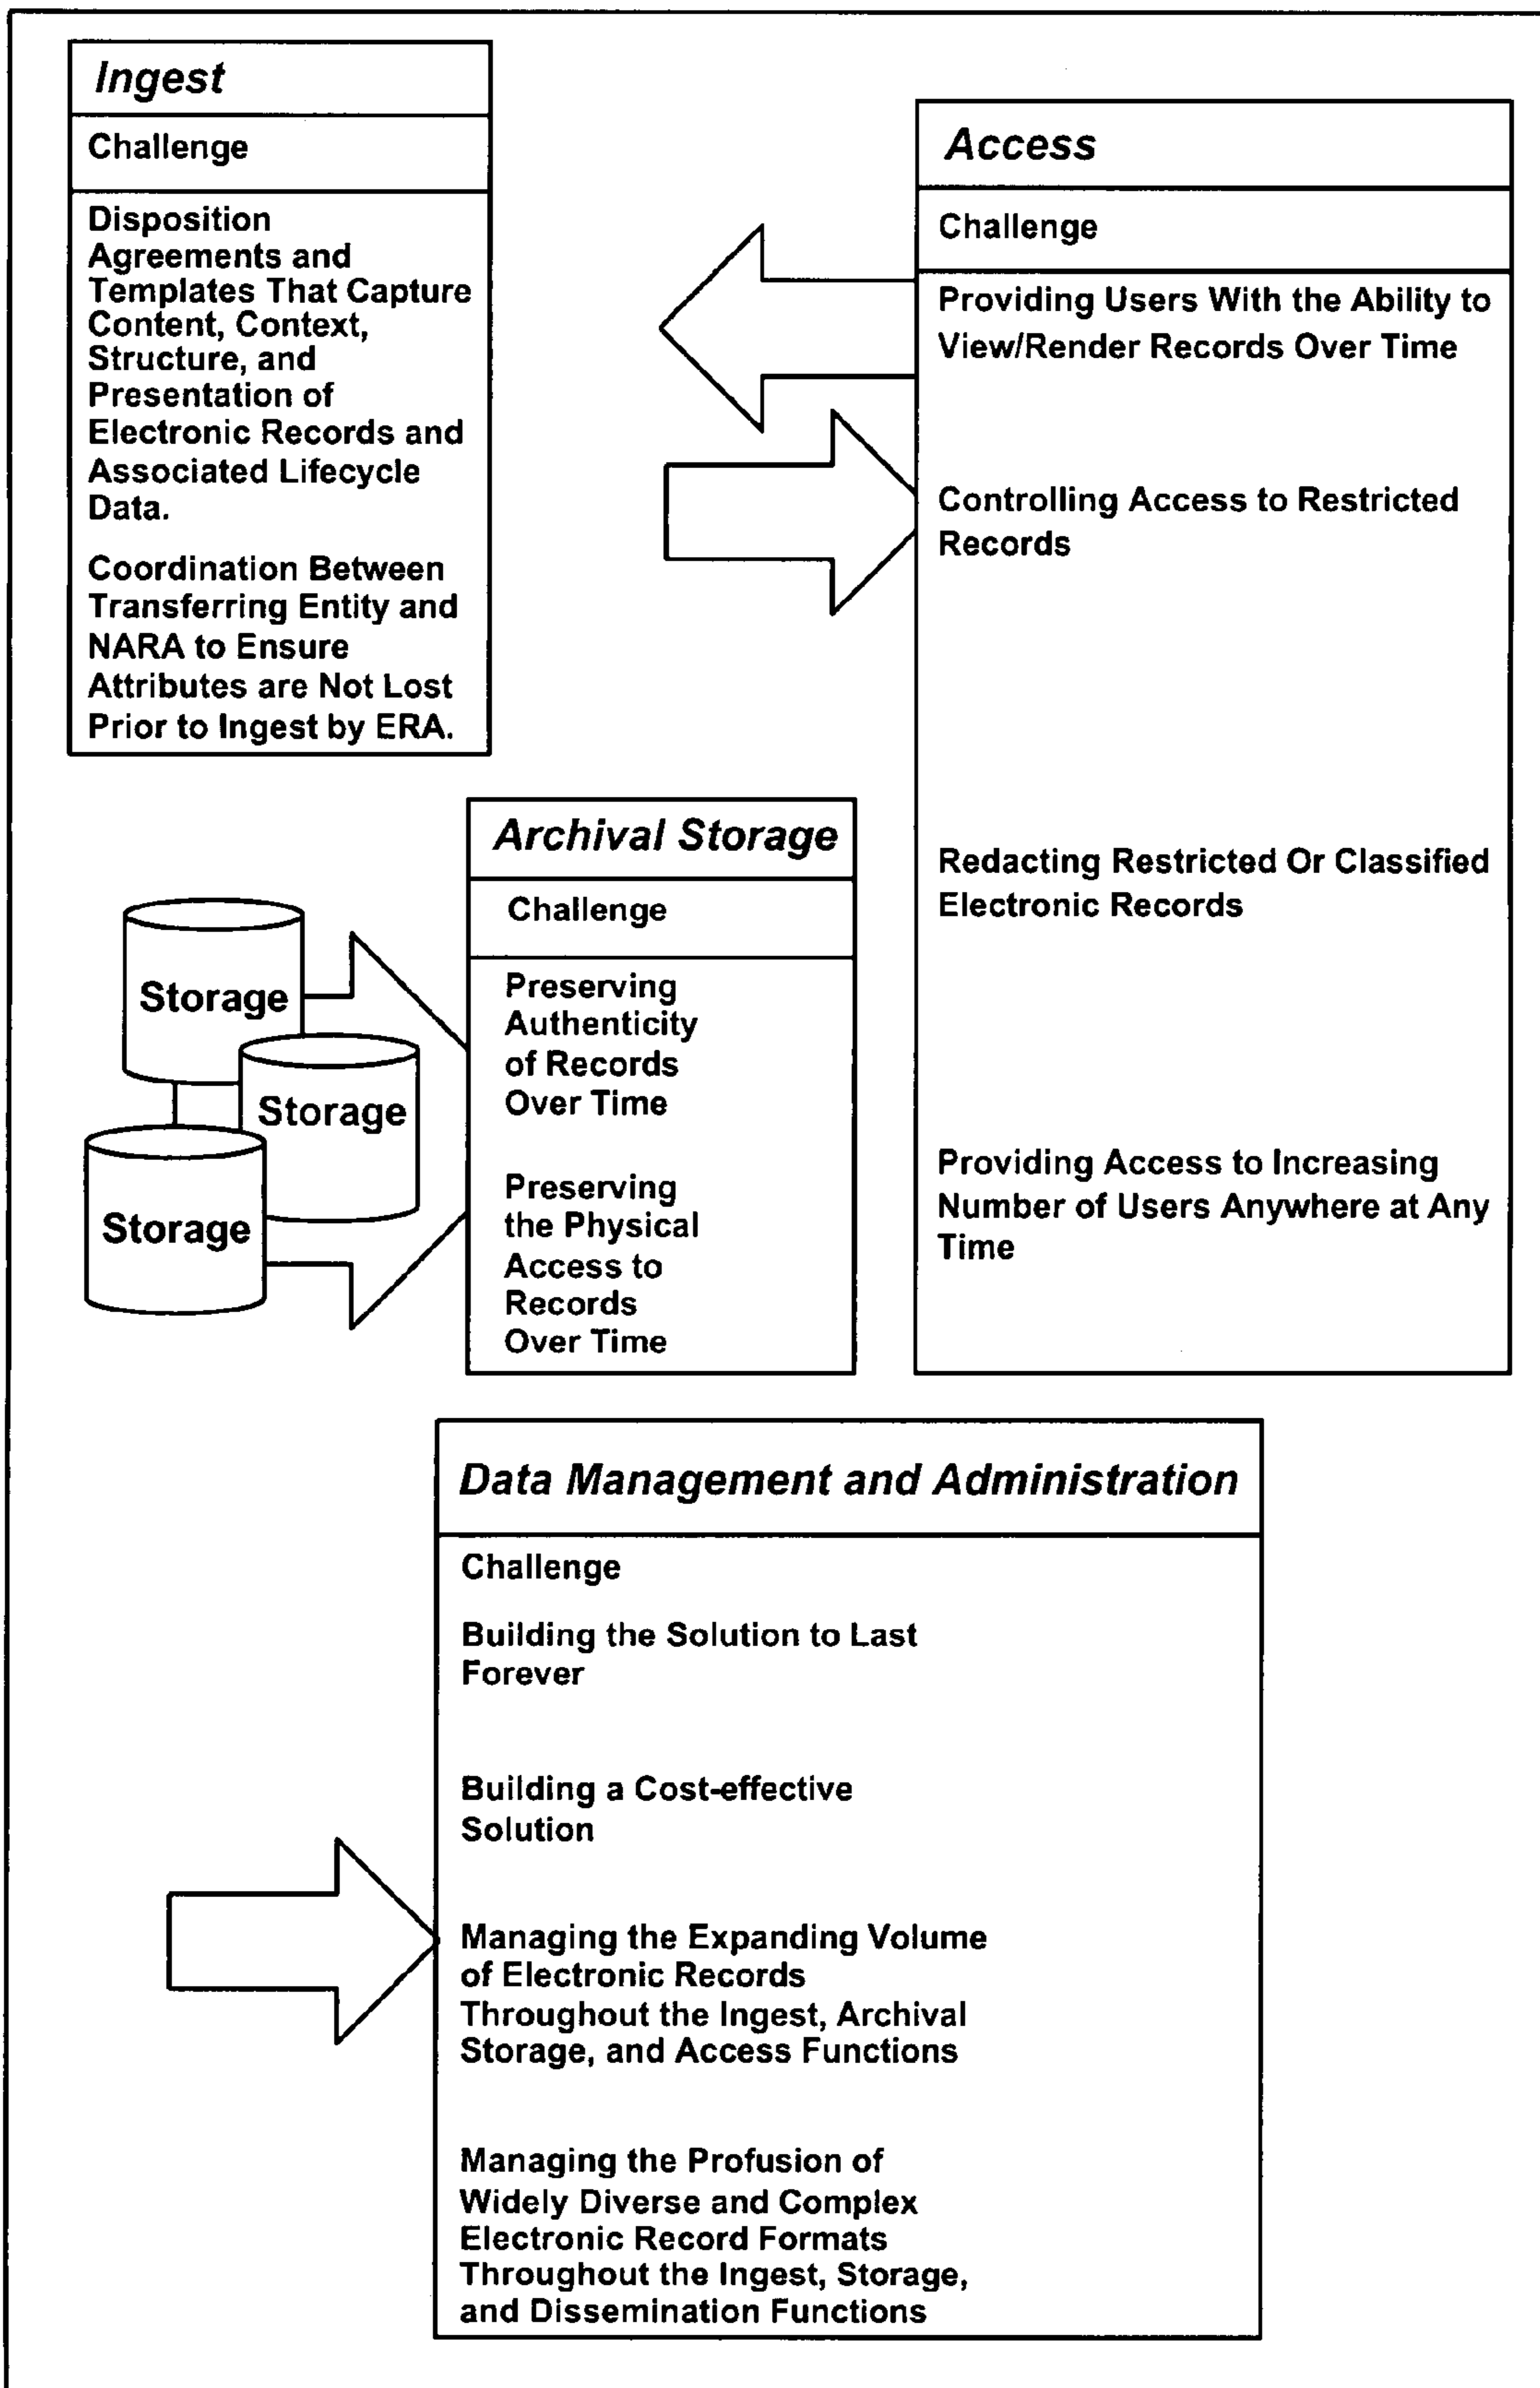 Ingest
Challenge
Disposition
Agreements and
Templates That Capture
Content, Context,
Structure, and
Presentation of
Electronic Records and
Associated Lifecycle
Data.
Coordination Between
Transferring Entity and
NARA to Ensure
Attributes are Not Lost
Prior to Ingest by ERA.
Access
Challenge
Providing Users With the Ability to
View/Render Records Over Time
Controlling Access to Restricted
Records
Redacting Restricted Or Classified
Electronic Records
Providing Access to Increasing
Number of Users Anywhere at Any
Time
Storage
Storage
Storage
Archival Storage
Challenge
Preserving
Authenticity
of Records
Over Time
Preserving
the Physical
Access to
Records
Over Time
Data Management and Administration
Challenge
Building the Solution to Last
Forever
Building a Cost-effective
Solution
Managing the Expanding Volume
of Electronic Records
Throughout the Ingest, Archival
Storage, and Access Functions
Managing the Profusion of
Widely Diverse and Complex
Electronic Record Formats
Throughout the Ingest, Storage,
and Dissemination Functions